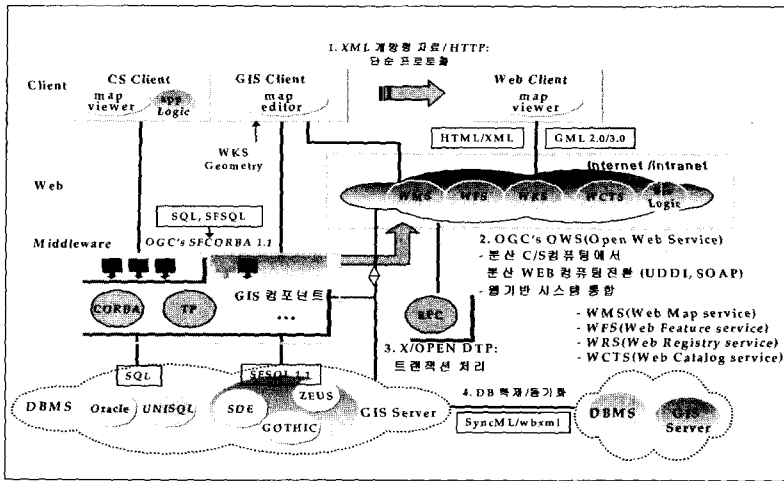 1. XML 개방형 자료/HTTP:
단순 프로토콜
Client
CS Client
map
viewer
app
Logic
GIS Client
map
editor
Web Client
map
viewer
WKS
Geometry
HTML/XML
GML 2.0/3.0
Internet/intranet
Web
WMS
WFS
WRS
WCTS
Logic
SQL, SFSQL
Middleware
OGC's SFCORBA 1.1
2. OGC's OWS(Open Web Service)
- 분산 C/S컴퓨팅에서
분산 WEB 컴퓨팅전환 (UDDI, SOAP)
- 웹기반 시스템 통합
CORBA
TP
GIS 컴포넌트
...
RPC
- WMS(Web Map service)
- WFS(Web Feature service)
- WRS(Web Registry service)
- WCTS(Web Catalog service)
3. X/OPEN DTP:
트랜잭션 처리
SQL
SFSQL 1.1
DBMS
Oracle
UNISQL
SDE
ZEUS
GOTHIC
GIS Server
4. DB 복제/동기화
SyncML/wbxml
DBMS
GIS
Server